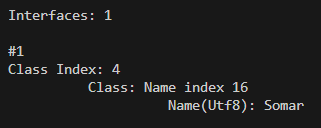 Interfaces: 1
#1
Class Index: 4
Class: Name index 16
Name(Utf8): Somar